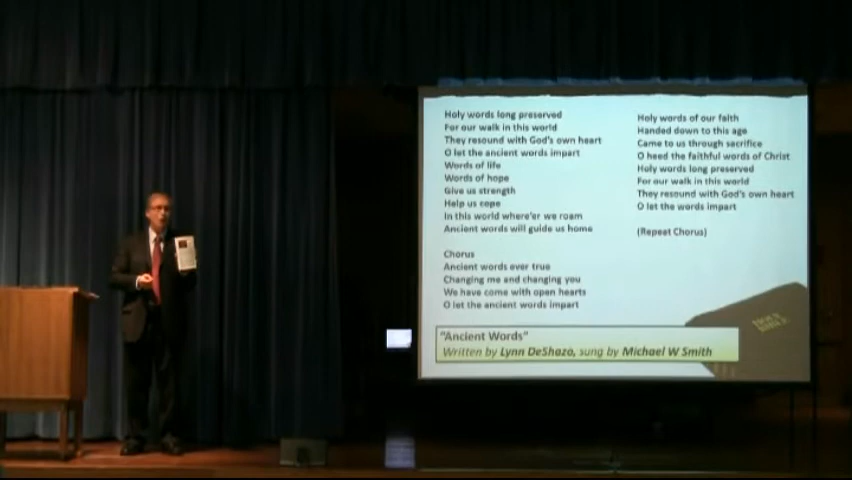 Holy words long preserved
For our walk in this world
They resound with God's own heart
O let the ancient words impart
Words of life
Words of hope
Give us strength
Help us cope
In this world where'er we roam
Ancient words will guide us home
Chorus
Ancient words ever true
Changing me and changing you
We have come with open hearts
O let the ancient words impart
Holy words of our faith
Handed down to this age
Came to us through sacrifice
O heed the faithful words of Christ
Holy words long preserved
For our walk in this world
They resound with God's own heart
O let the words impart
(Repeat Chorus)
HOLY
BIBLE
"Ancient Words"
Written by Lynn DeShazo, sung by Michael W Smith